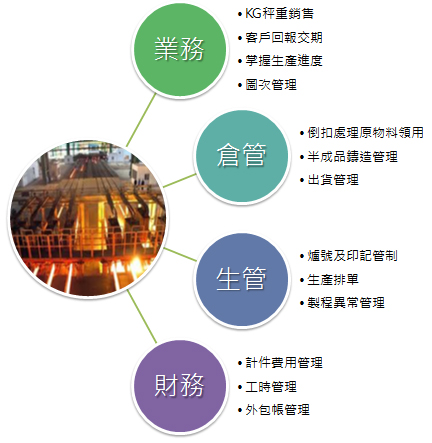 業務
• KG秤重銷售
• 客戶回報交期
• 掌握生產進度
• 圖次管理
倉管
• 倒扣處理原物料領用
• 半成品鑄造管理
• 出貨管理
生管
• 爐號及印記管制
• 生產排單
• 製程異常管理
財務
• 計件費用管理
• 工時管理
• 外包帳管理